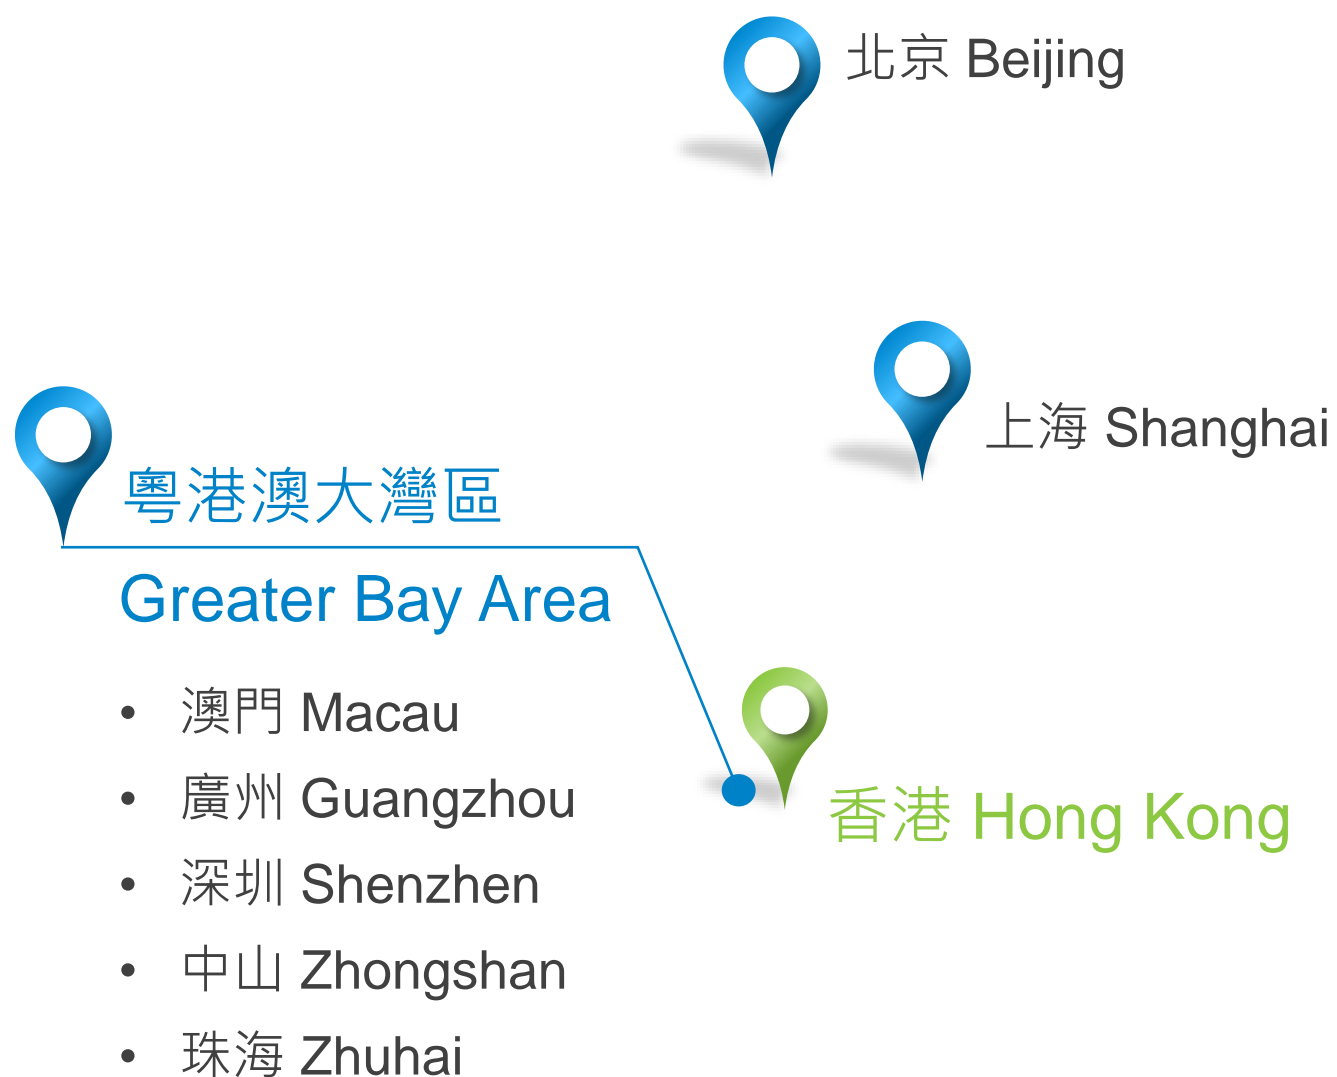 北京 Beijing
上海 Shanghai
粵港澳大灣區
Greater Bay Area
• 澳門 Macau
香港 Hong Kong
• 廣州 Guangzhou
• 深圳 Shenzhen
• 中山 Zhongshan
• 珠海 Zhuhai